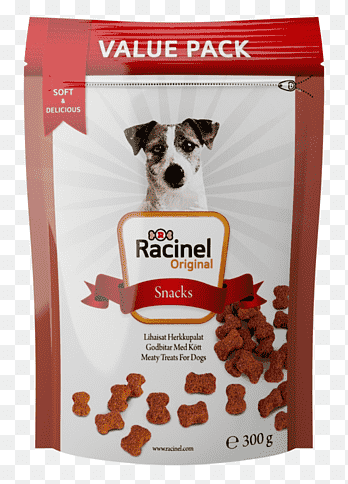 VALUE PACK
SOFT
&
DELICIOUS
Racinel
Original
Snacks
Lihaisat Herkkupalat
Godbitar Med Kött
Meaty Treats For Dogs
www.racinel.com
℮ 300 g